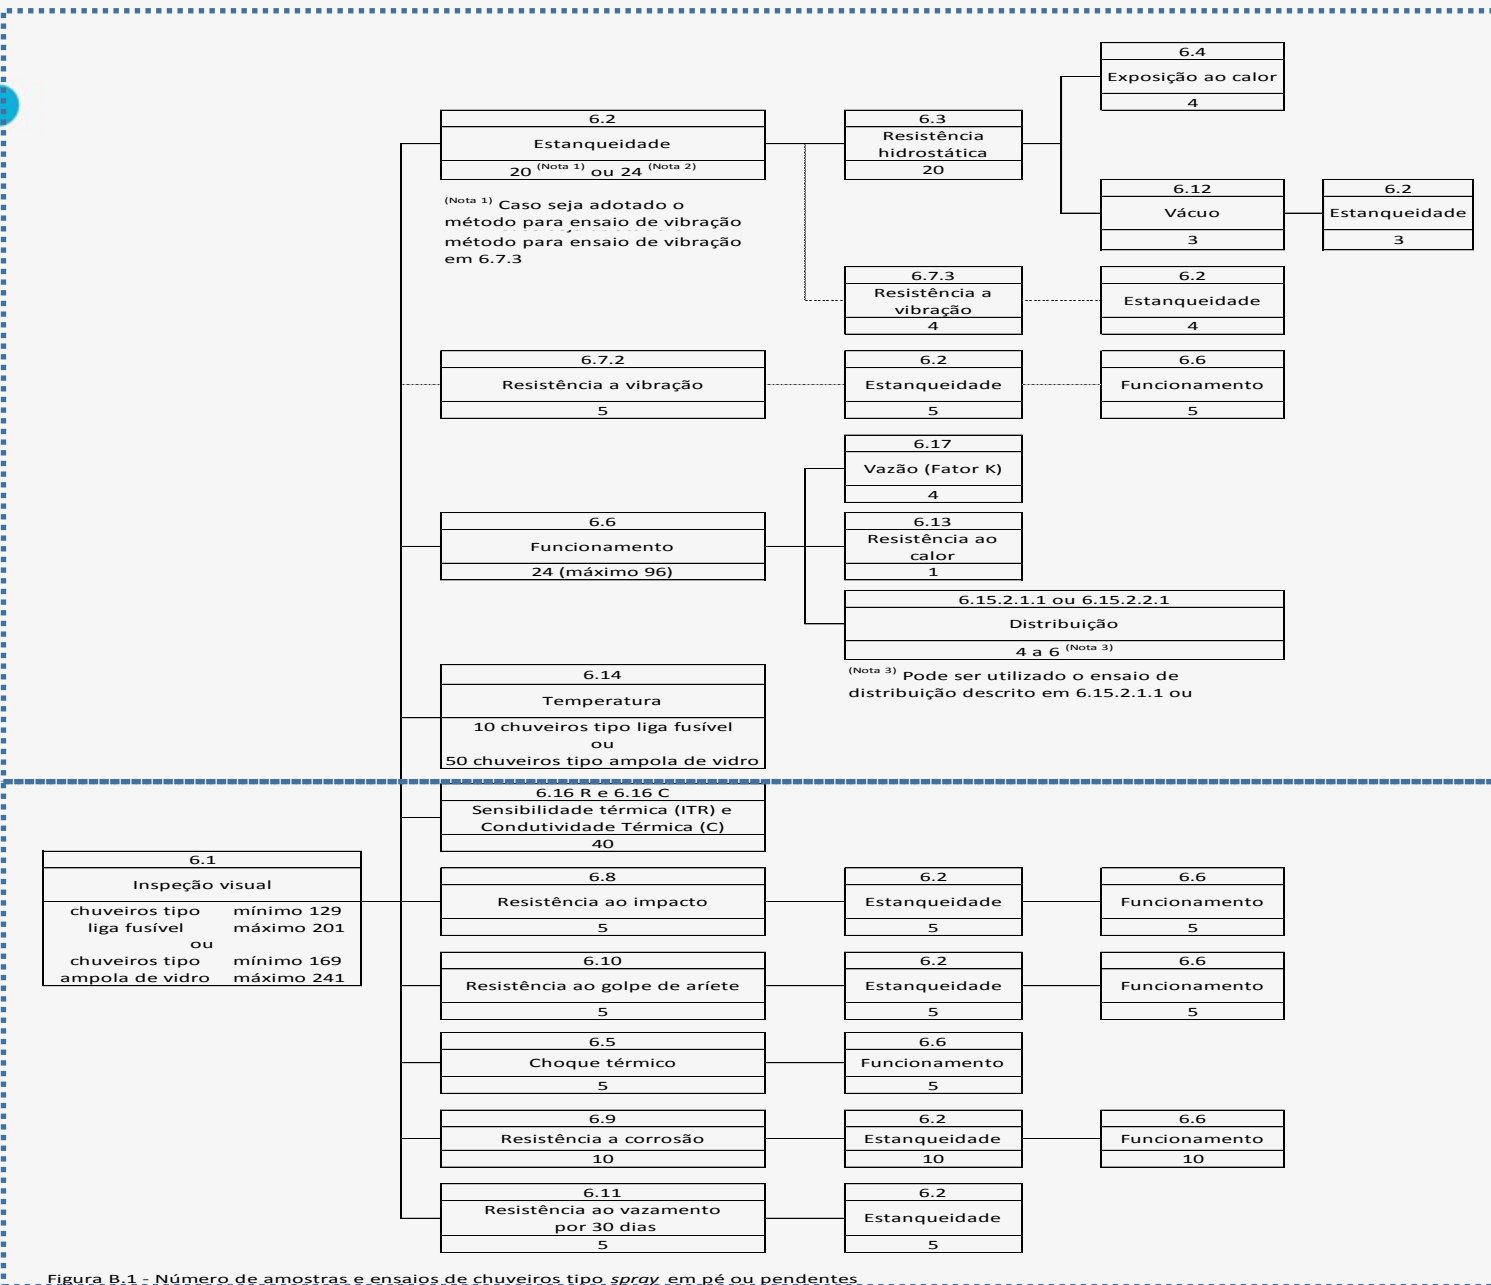 6.4
Exposição ao calor
4
6.2
Estanqueidade
20 (Nota 1) ou 24 (Nota 2)
6.3
Resistência
hidrostática
20
6.12
Vácuo
3
6.2
Estanqueidade
3
(Nota 1) Caso seja adotado o
método para ensaio de vibração
método para ensaio de vibração
em 6.7.3
6.7.3
Resistência a
vibração
4
6.2
Estanqueidade
4
6.7.2
Resistência a vibração
5
6.2
Estanqueidade
5
6.6
Funcionamento
5
6.17
Vazão (Fator K)
4
6.6
Funcionamento
24 (máximo 96)
6.13
Resistência ao
calor
1
6.15.2.1.1 ou 6.15.2.2.1
Distribuição
4 a 6 (Nota 3)
(Nota 3) Pode ser utilizado o ensaio de
distribuição descrito em 6.15.2.1.1 ou
6.14
Temperatura
10 chuveiros tipo liga fusível
ou
50 chuveiros tipo ampola de vidro
6.16 R e 6.16 C
Sensibilidade térmica (ITR) e
Condutividade Térmica (C)
40
6.1
Inspeção visual
chuveiros tipo mínimo 129
liga fusível máximo 201
ou
chuveiros tipo mínimo 169
ampola de vidro máximo 241
6.8
Resistência ao impacto
5
6.2
Estanqueidade
5
6.6
Funcionamento
5
6.10
Resistência ao golpe de aríete
5
6.2
Estanqueidade
5
6.6
Funcionamento
5
6.5
Choque térmico
5
6.6
Funcionamento
5
6.9
Resistência a corrosão
10
6.2
Estanqueidade
10
6.6
Funcionamento
10
6.11
Resistência ao vazamento
por 30 dias
5
6.2
Estanqueidade
5
Figura B.1 - Número de amostras e ensaios de chuveiros tipo spray em pé ou pendentes